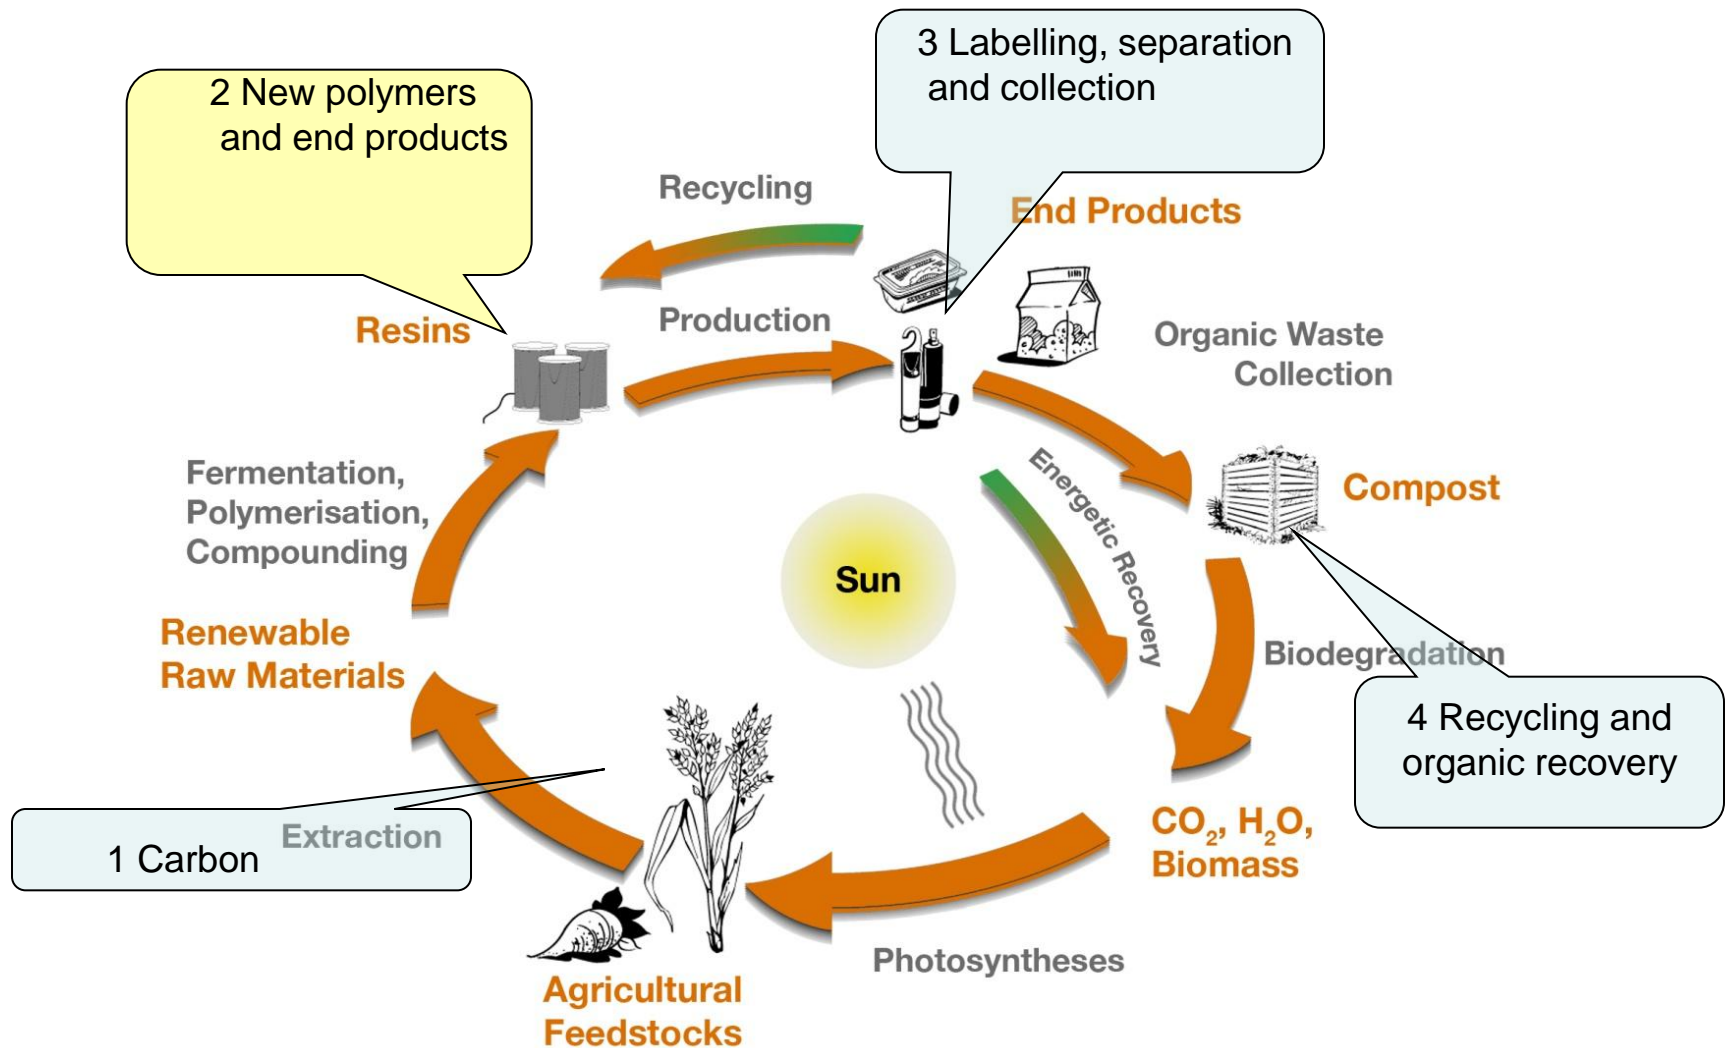 2 New polymers
and end products
3 Labelling, separation
and collection
Recycling
End Products
Production
Resins
Organic Waste
Collection
Fermentation,
Polymerisation,
Compounding
Energetic Recovery
Compost
Sun
Renewable
Raw Materials
Biodegradation
4 Recycling and
organic recovery
Extraction
1 Carbon
CO₂, H₂O,
Biomass
Photosyntheses
Agricultural
Feedstocks